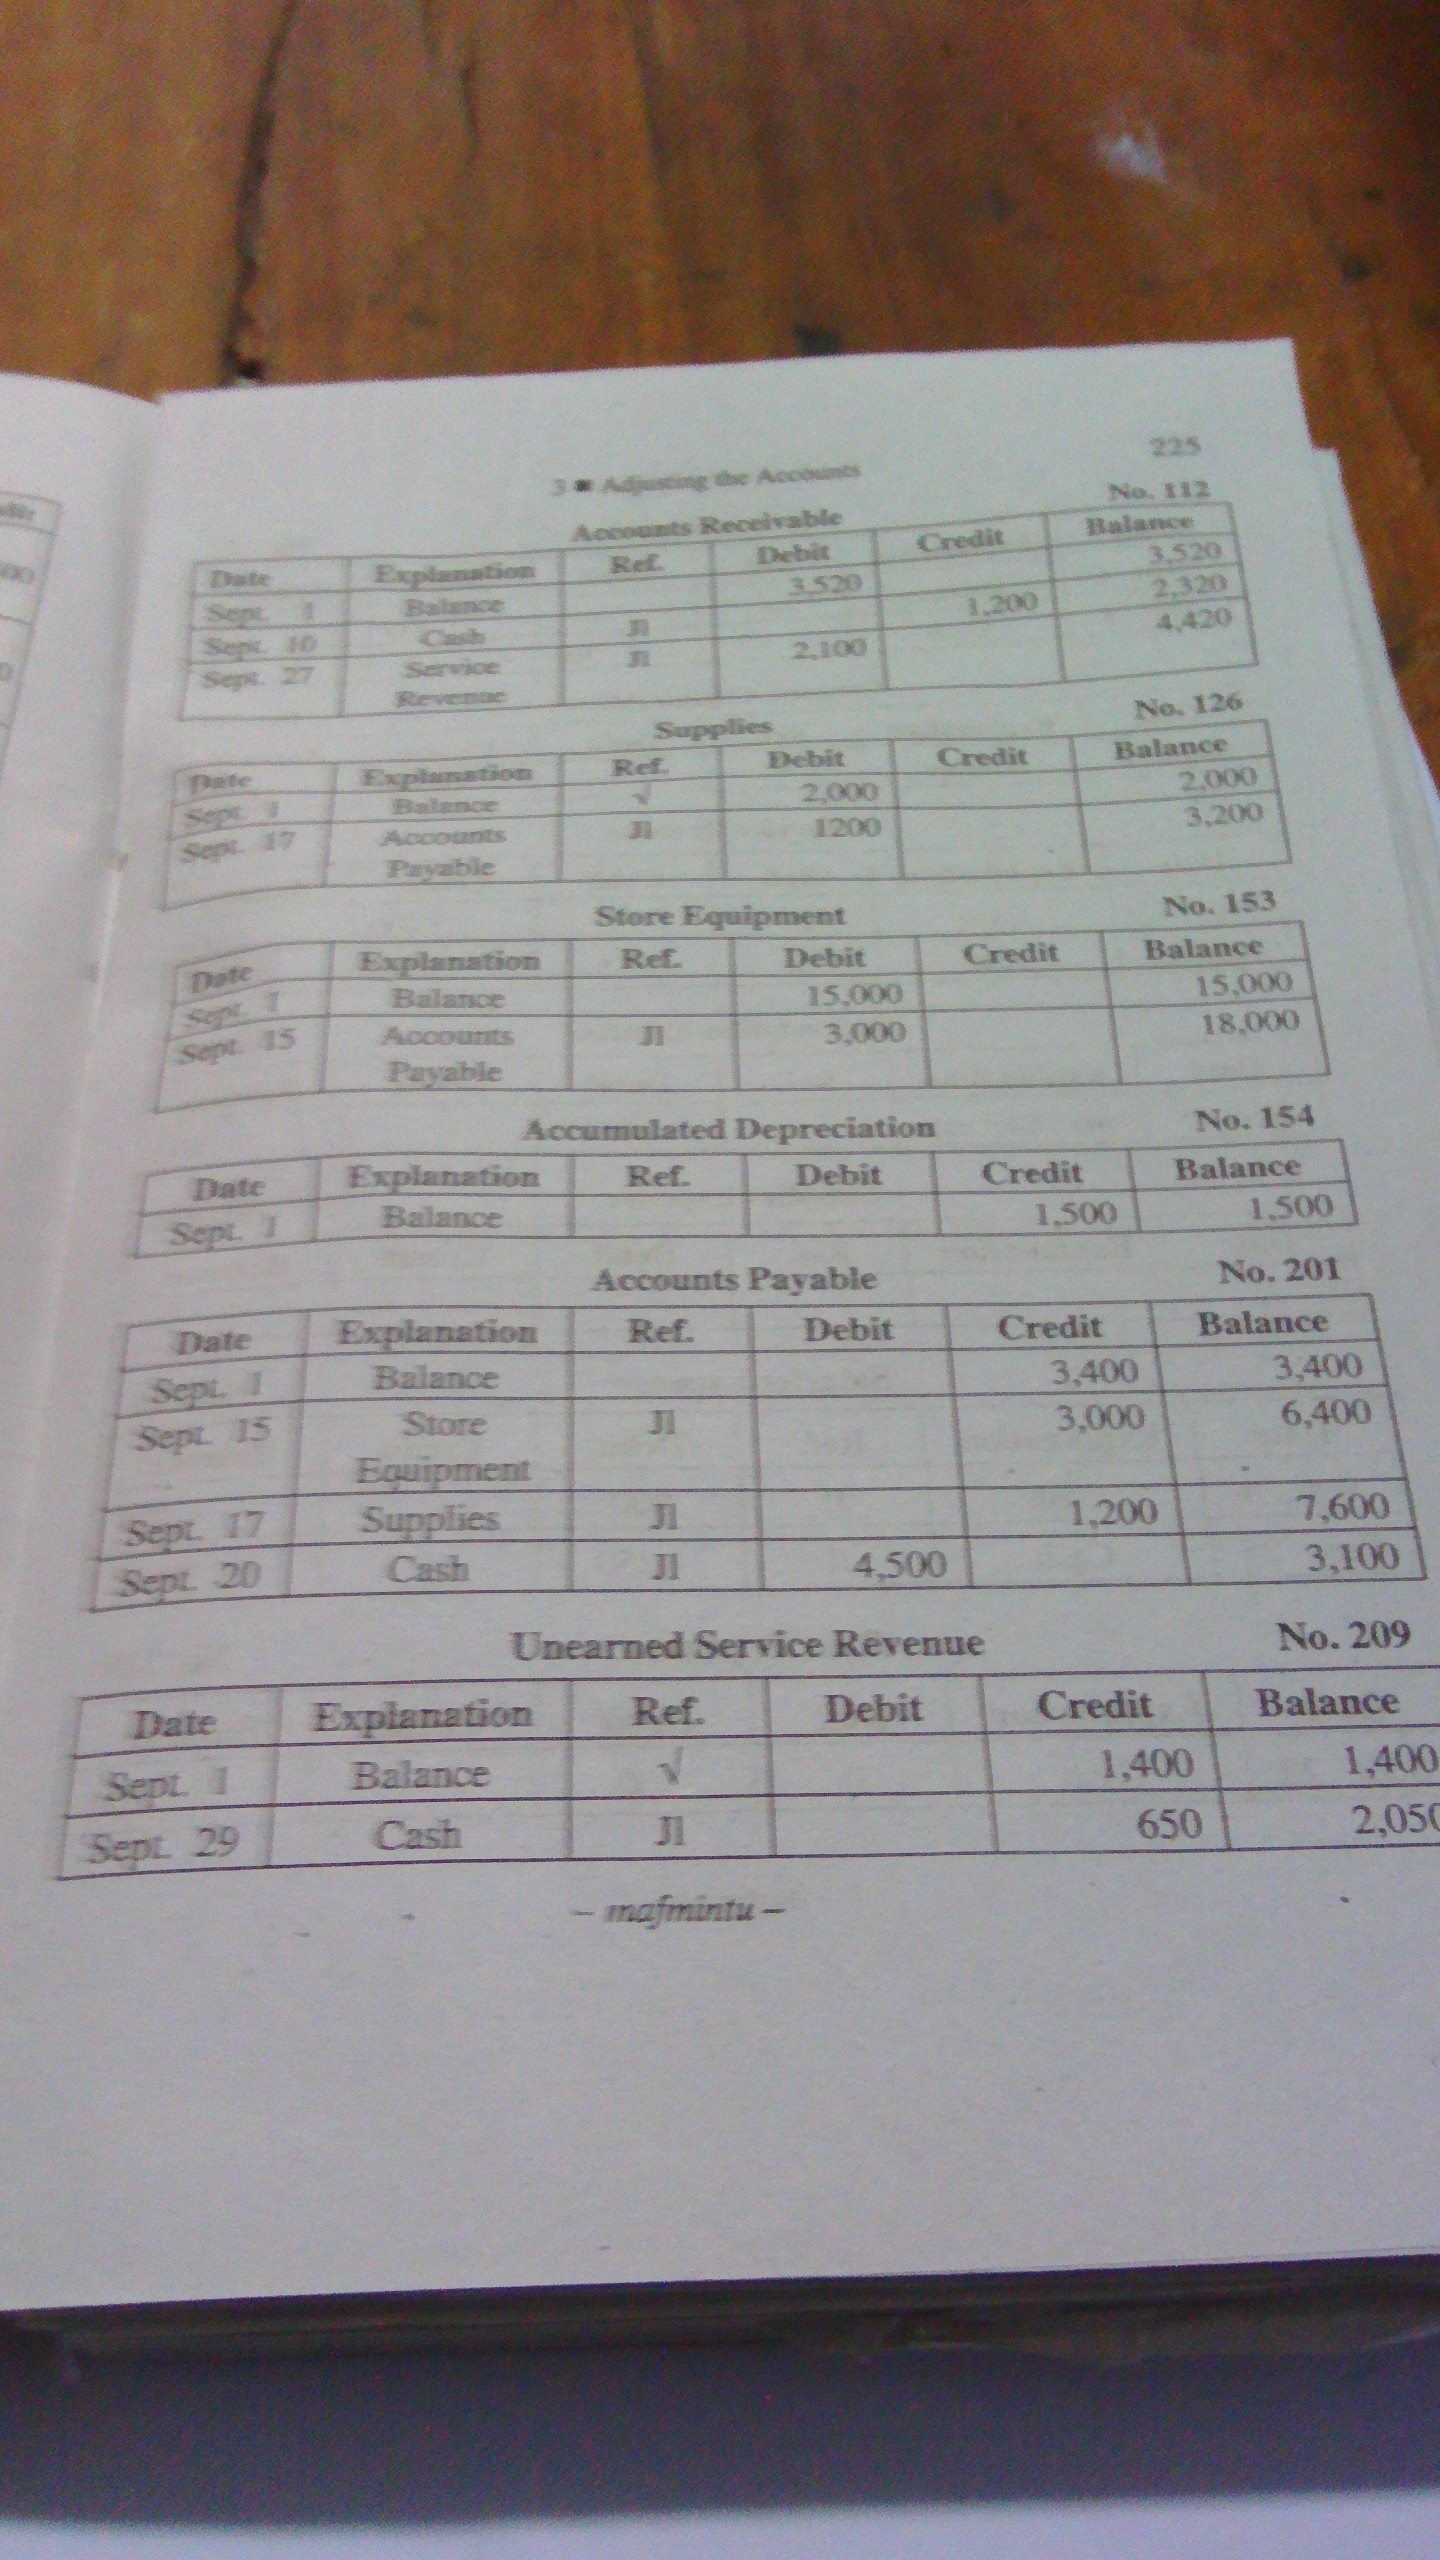 225
3 ■ Adjusting the Accounts
Accounts Receivable No. 112
Date Explanation Ref. Debit Credit Balance
Sept. 1 Balance 3,520 3,520
Sept. 10 Cash J1 1,200 2,320
Sept. 27 Service J1 2,100 4,420
Revenue
Supplies No. 126
Date Explanation Ref. Debit Credit Balance
Sept. 1 Balance √ 2,000 2,000
Sept. 17 Accounts J1 1200 3,200
Payable
Store Equipment No. 153
Date Explanation Ref. Debit Credit Balance
Sept. 1 Balance 15,000 15,000
Sept. 15 Accounts J1 3,000 18,000
Payable
Accumulated Depreciation No. 154
Date Explanation Ref. Debit Credit Balance
Sept. 1 Balance 1,500 1,500
Accounts Payable No. 201
Date Explanation Ref. Debit Credit Balance
Sept. 1 Balance 3,400 3,400
Sept. 15 Store J1 3,000 6,400
Equipment
Sept. 17 Supplies J1 1,200 7,600
Sept. 20 Cash J1 4,500 3,100
Unearned Service Revenue No. 209
Date Explanation Ref. Debit Credit Balance
Sept. 1 Balance √ 1,400 1,400
Sept. 29 Cash J1 650 2,050
– mafmintu –